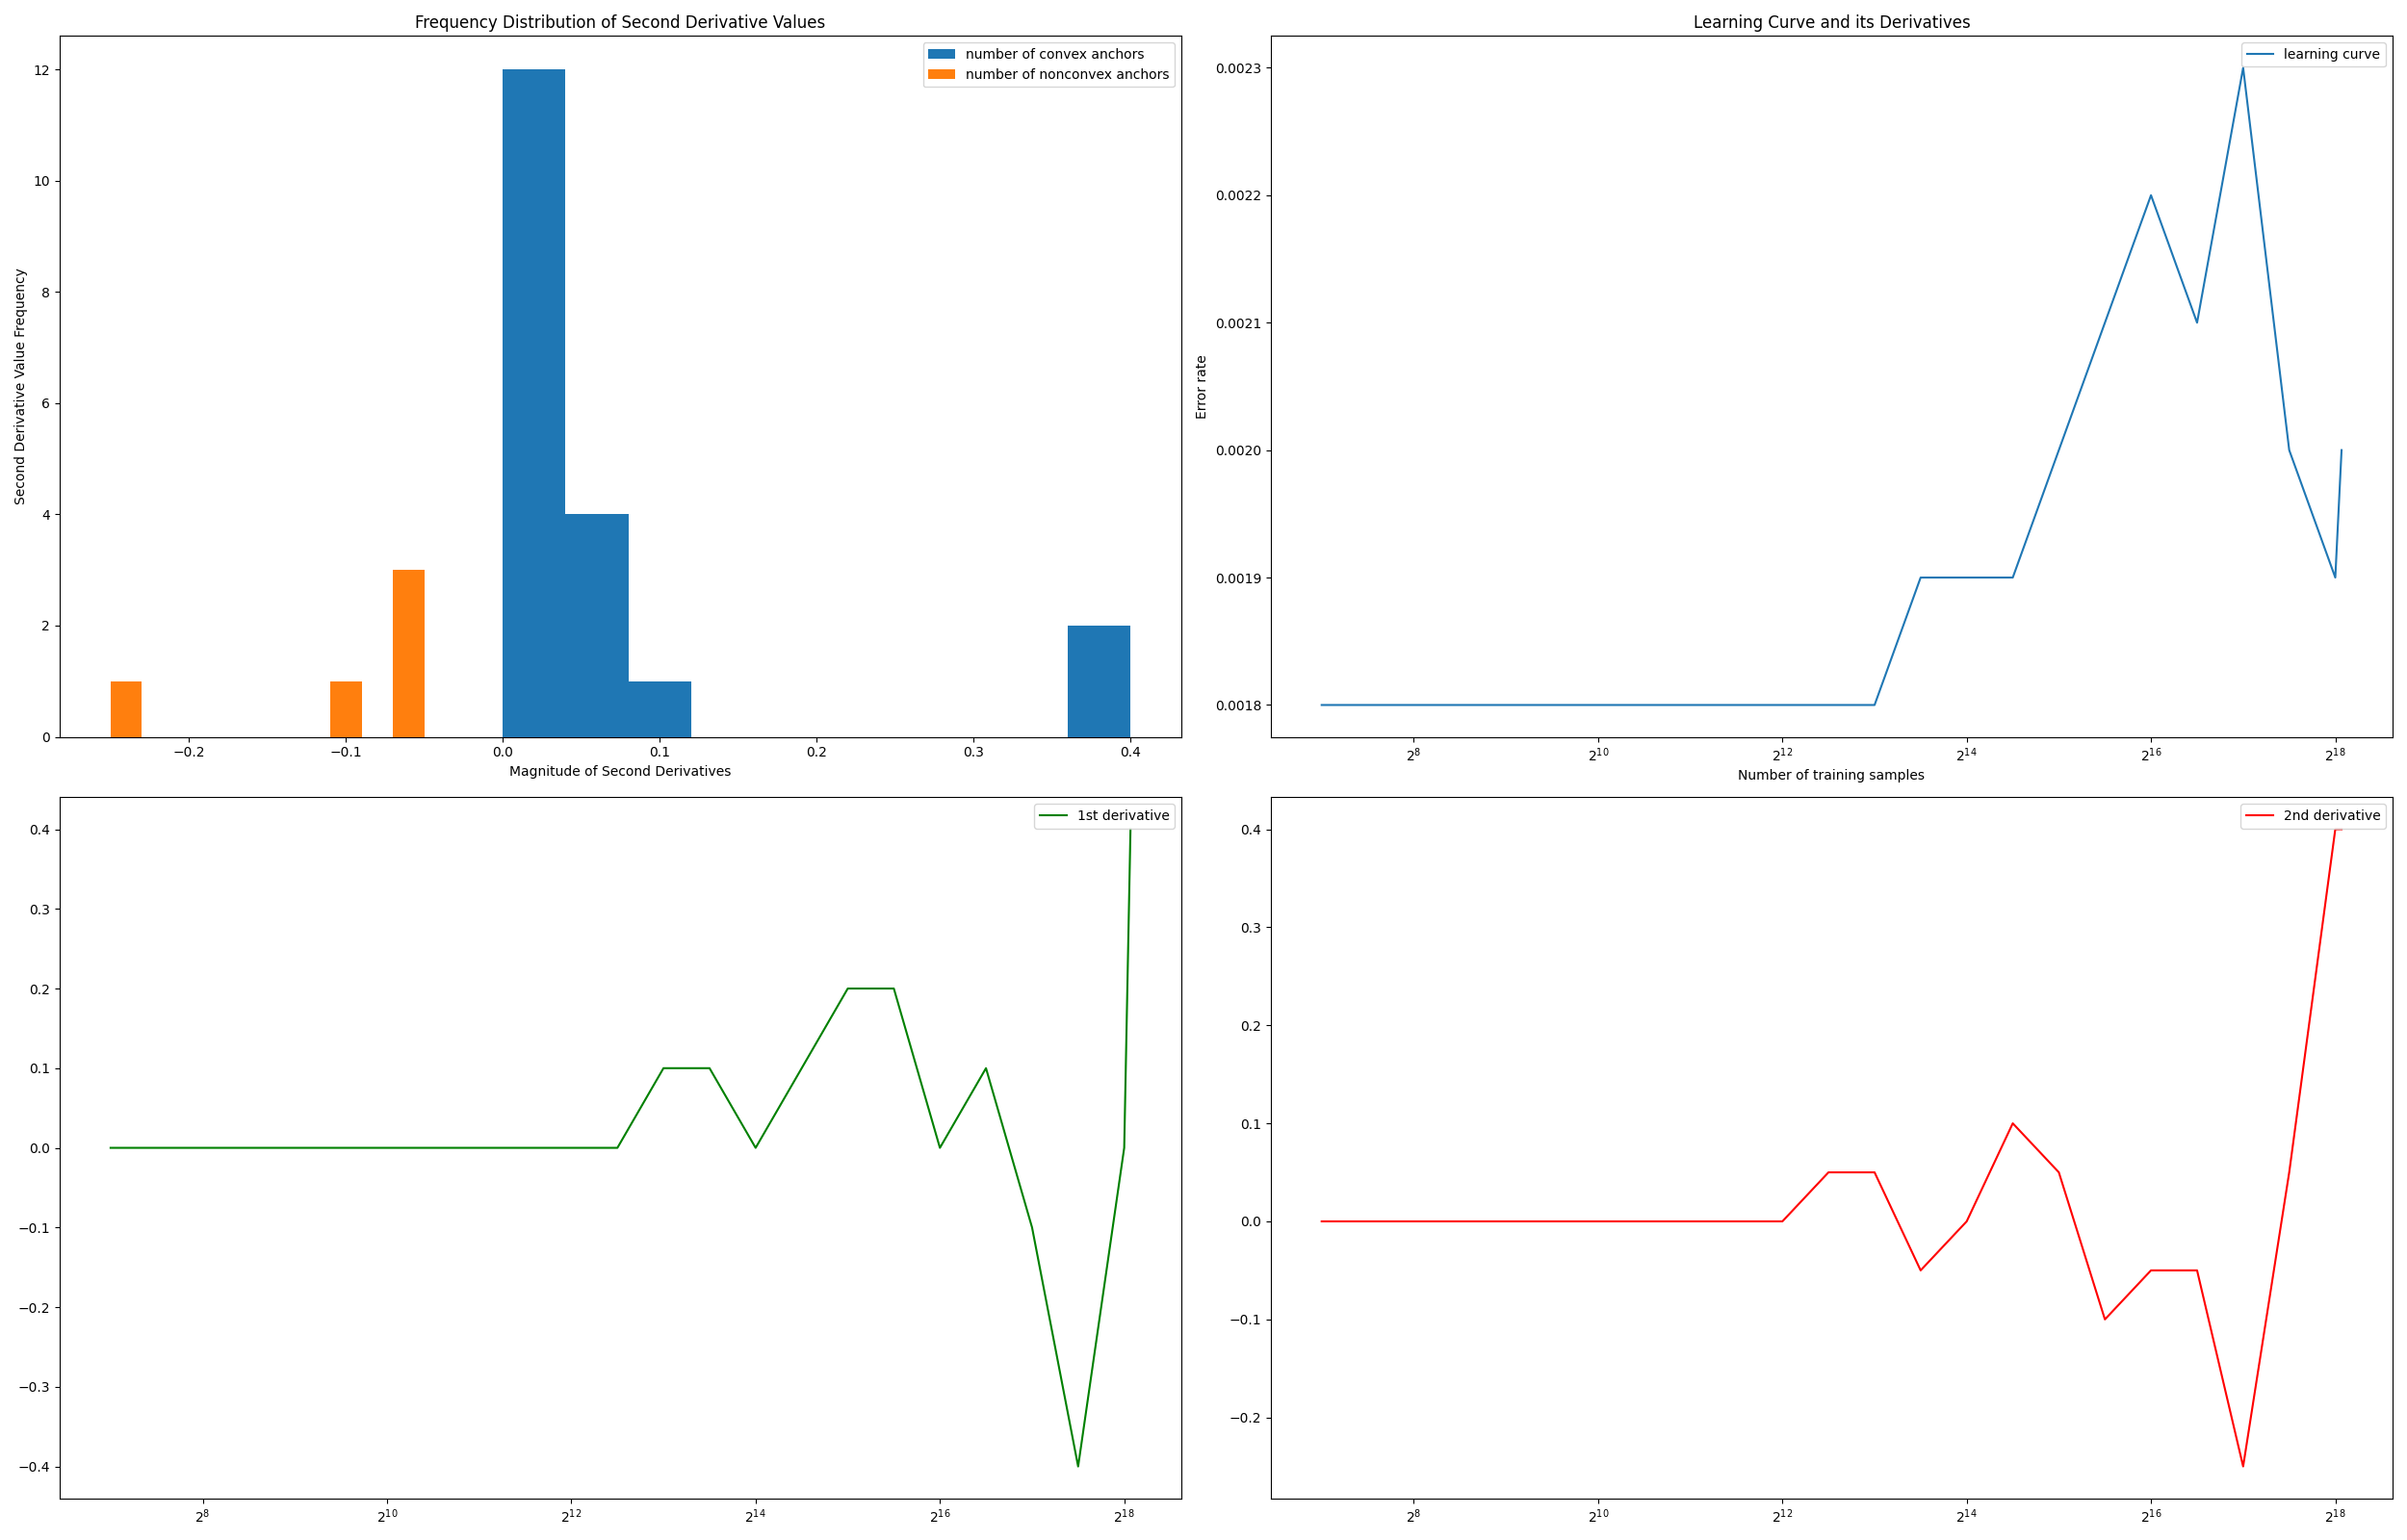 Frequency Distribution of Second Derivative Values
number of convex anchors
number of nonconvex anchors
Second Derivative Value Frequency
12
10
8
6
4
2
0
−0.2 −0.1 0.0 0.1 0.2 0.3 0.4
Magnitude of Second Derivatives
Learning Curve and its Derivatives
learning curve
Error rate
0.0023
0.0022
0.0021
0.0020
0.0019
0.0018
2^8 2^10 2^12 2^14 2^16 2^18
Number of training samples
1st derivative
0.4
0.3
0.2
0.1
0.0
−0.1
−0.2
−0.3
−0.4
2^8 2^10 2^12 2^14 2^16 2^18
2nd derivative
0.4
0.3
0.2
0.1
0.0
−0.1
−0.2
2^8 2^10 2^12 2^14 2^16 2^18